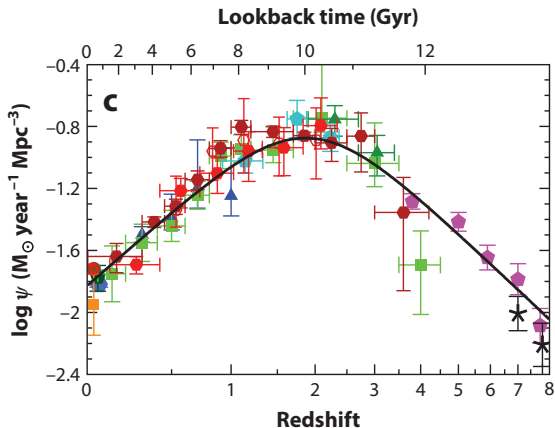 Lookback time (Gyr)
0 2 4 6 8 10 12
c
−0.4
−0.8
−1.2
−1.6
−2
−2.4
log ψ (M⊙ year−1 Mpc−3)
0 1 2 3 4 5 6 7 8
Redshift